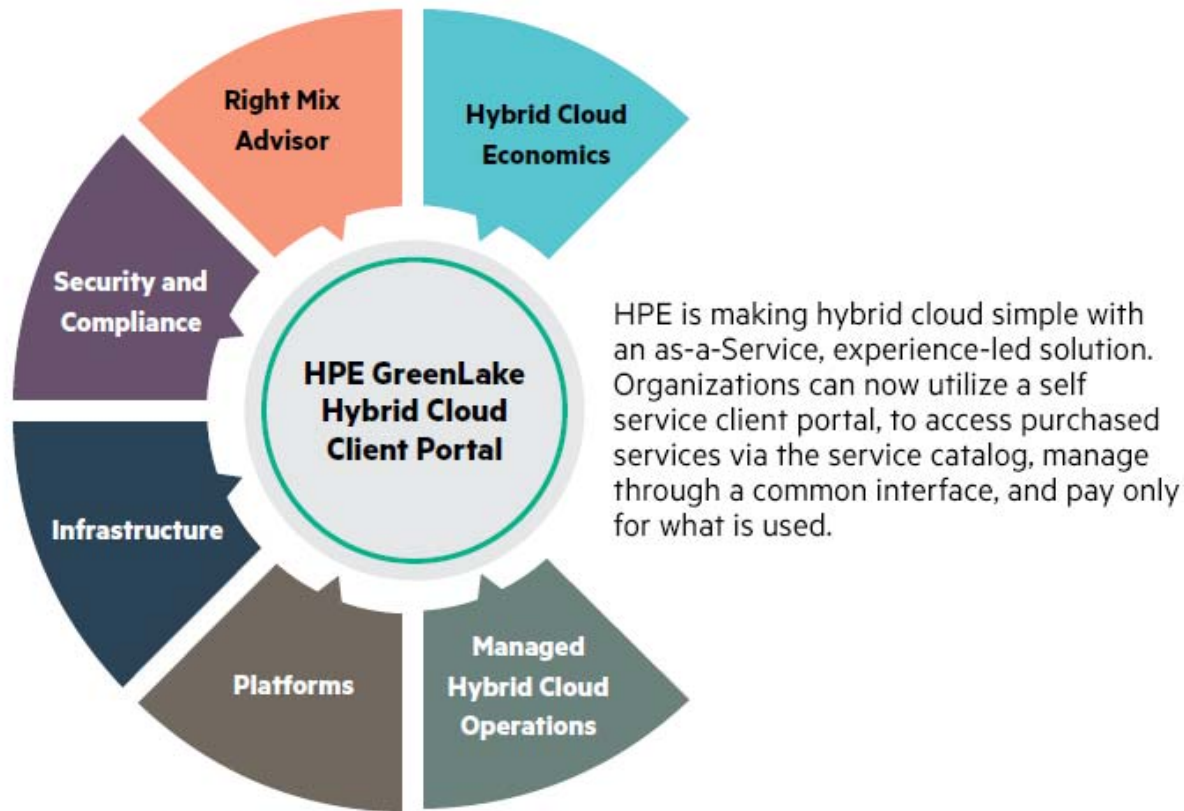 Right Mix
Advisor
Hybrid Cloud
Economics
Security and
Compliance
HPE GreenLake
Hybrid Cloud
Client Portal
Infrastructure
Platforms
Managed
Hybrid Cloud
Operations
HPE is making hybrid cloud simple with
an as-a-Service, experience-led solution.
Organizations can now utilize a self
service client portal, to access purchased
services via the service catalog, manage
through a common interface, and pay only
for what is used.